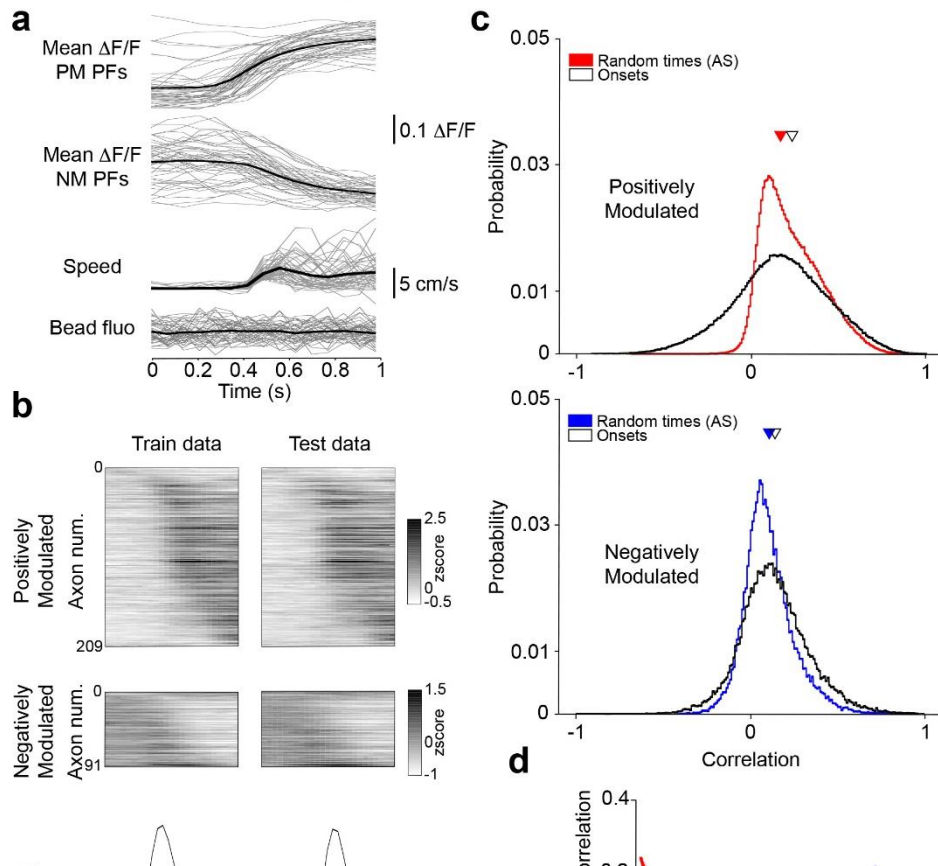 a
Mean ΔF/F
PM PFs
0.1 ΔF/F
Mean ΔF/F
NM PFs
Speed
5 cm/s
Bead fluo
0 0.2 0.4 0.6 0.8 1
Time (s)
b
Train data Test data
0
Positively
Modulated
Axon num.
209
2.5
0
-0.5
zscore
Negatively
Modulated
Axon num.
0
91
1.5
0
-1
zscore
c
0.05
Random times (AS)
Onsets
0.03
Probability
Positively
Modulated
0.01
0
-1 0 1
0.05
Random times (AS)
Onsets
0.03
Probability
Negatively
Modulated
0.01
0
-1 0 1
Correlation
d
0.4